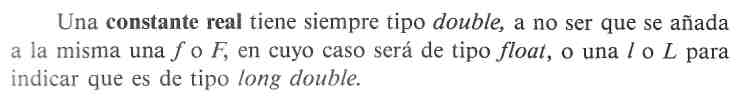 Una constante real tiene siempre tipo double, a no ser que se añada
a la misma una f o F, en cuyo caso será de tipo float, o una l o L para
indicar que es de tipo long double.